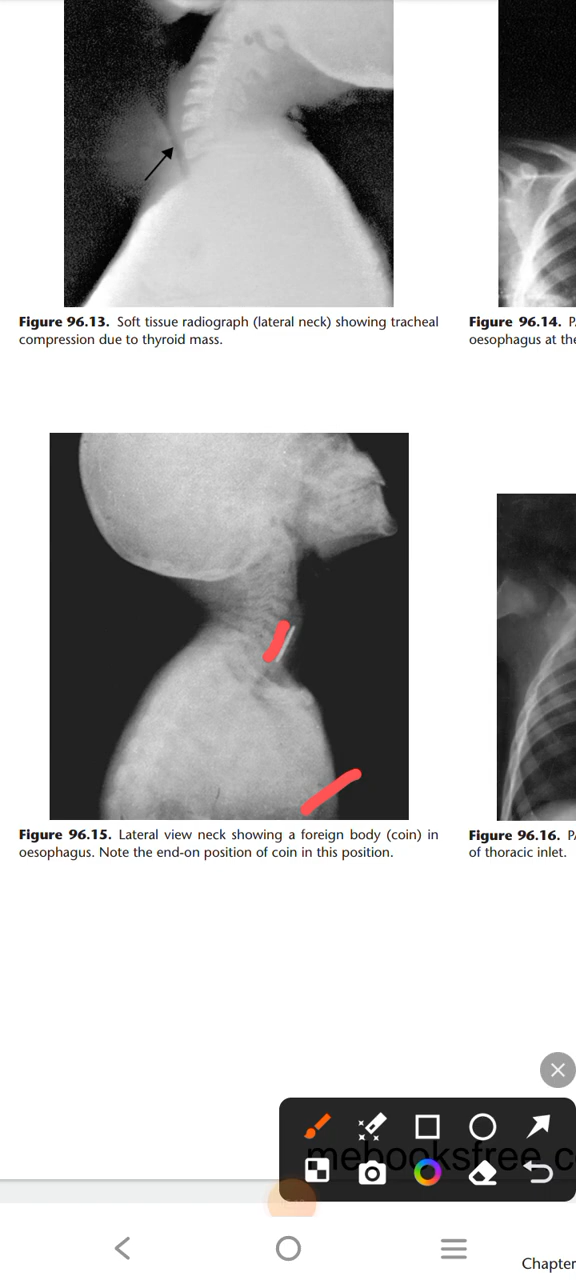 Figure 96.13. Soft tissue radiograph (lateral neck) showing tracheal
compression due to thyroid mass.
Figure 96.14. P
oesophagus at the
Figure 96.15. Lateral view neck showing a foreign body (coin) in
oesophagus. Note the end-on position of coin in this position.
Figure 96.16. P
of thoracic inlet.
mebooksfree.c
Chapter